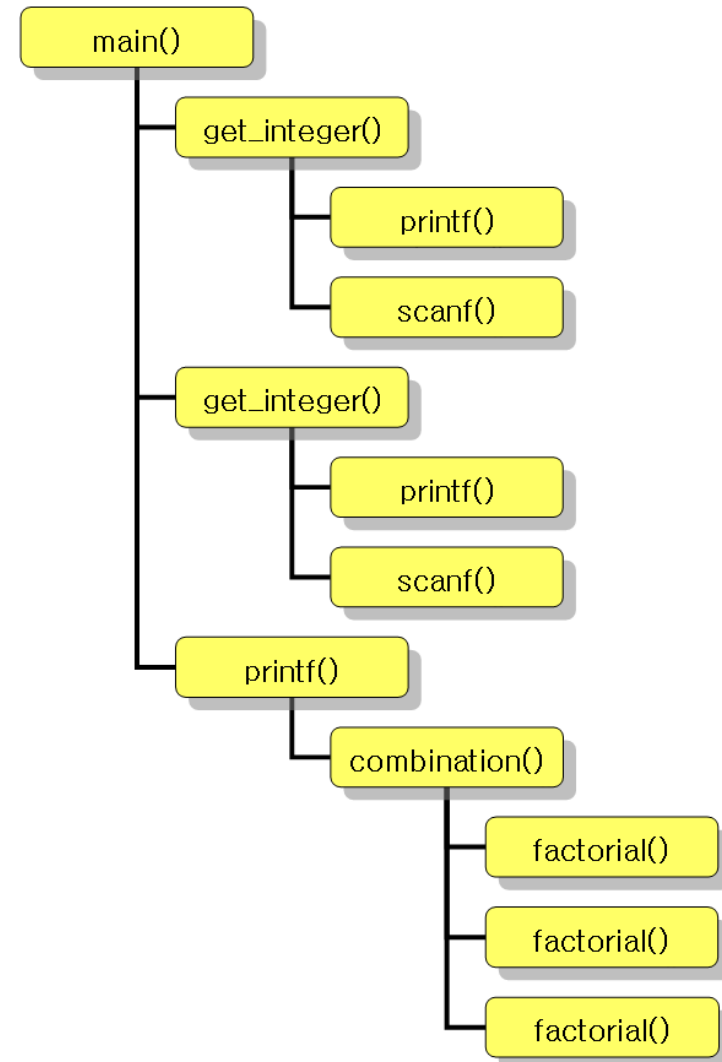 main()
get_integer()
printf()
scanf()
get_integer()
printf()
scanf()
printf()
combination()
factorial()
factorial()
factorial()